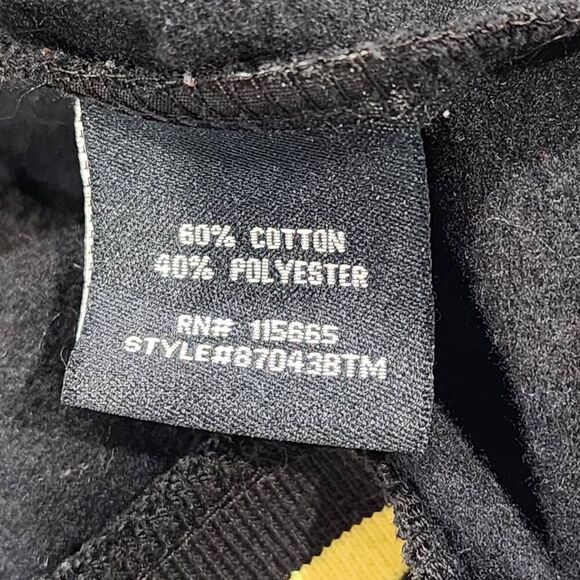 60% COTTON
40% POLYESTER
RN# 115665
STYLE#87043BTM